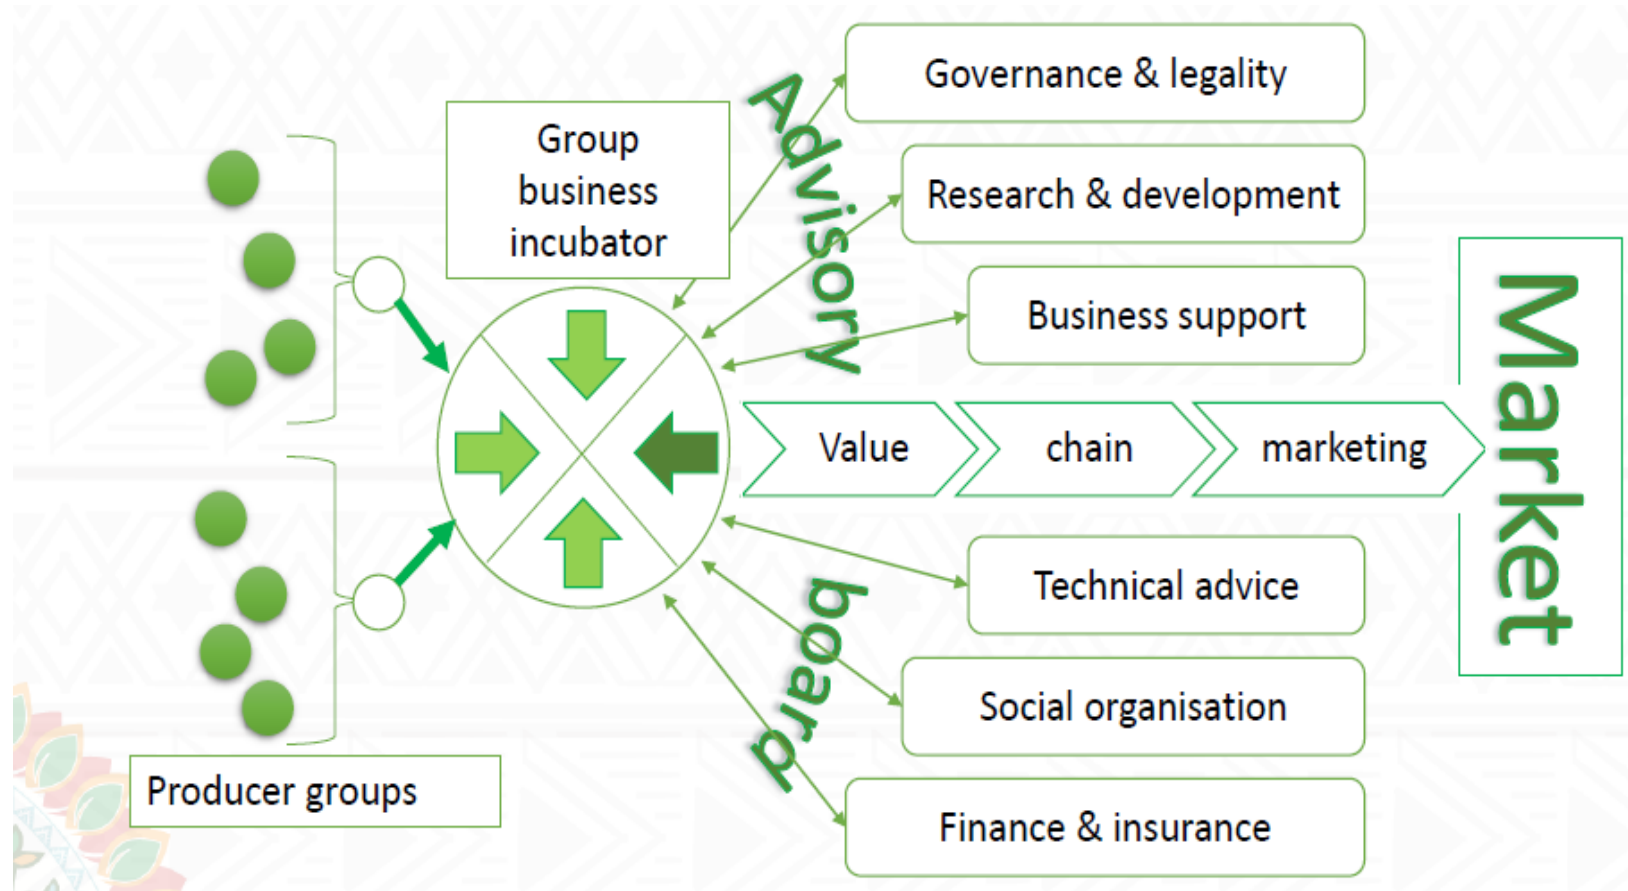 Group
business
incubator
Producer groups
Advisory
board
Governance & legality
Research & development
Business support
Value
chain
marketing
Technical advice
Social organisation
Finance & insurance
Market